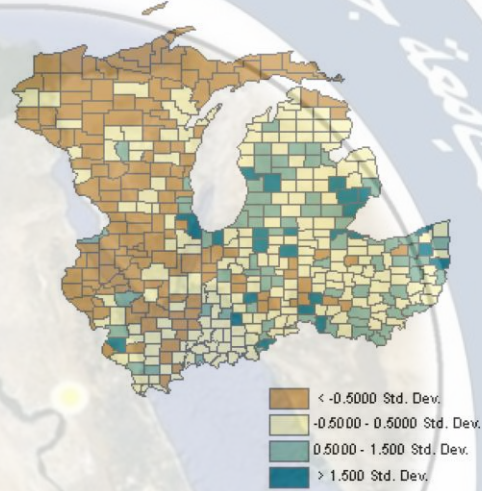 جامعة
< -0.5000 Std. Dev.
-0.5000 - 0.5000 Std. Dev.
0.5000 - 1.500 Std. Dev.
> 1.500 Std. Dev.